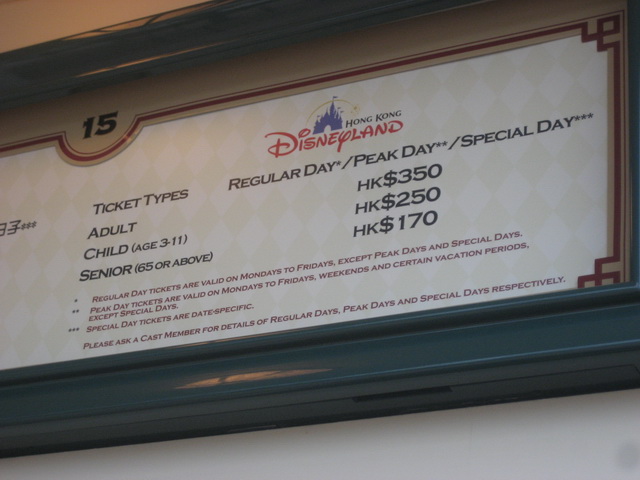 15
HONG KONG
DISNEYLAND
TICKET TYPES REGULAR DAY*/PEAK DAY**/SPECIAL DAY***
ADULT HK$350
CHILD (AGE 3-11) HK$250
SENIOR (65 OR ABOVE) HK$170
* REGULAR DAY TICKETS ARE VALID ON MONDAYS TO FRIDAYS, EXCEPT PEAK DAYS AND SPECIAL DAYS.
** PEAK DAY TICKETS ARE VALID ON MONDAYS TO FRIDAYS, WEEKENDS AND CERTAIN VACATION PERIODS,
EXCEPT SPECIAL DAYS.
*** SPECIAL DAY TICKETS ARE DATE-SPECIFIC.
PLEASE ASK A CAST MEMBER FOR DETAILS OF REGULAR DAYS, PEAK DAYS AND SPECIAL DAYS RESPECTIVELY.